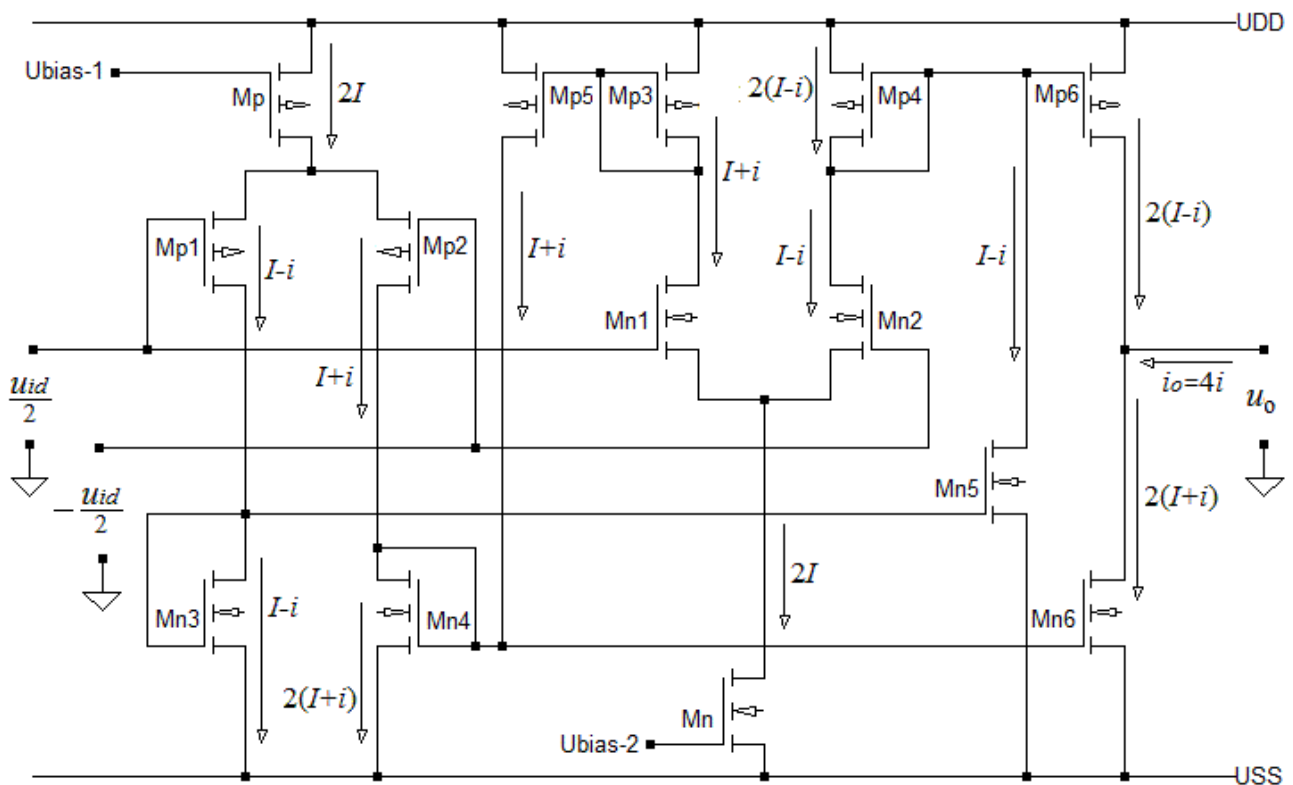 UDD
Ubias-1
Mp
2I
Mp5
Mp3
2(I-i)
Mp4
Mp6
I+i
2(I-i)
Mp1
Mp2
I-i
I+i
I-i
I-i
Mn1
Mn2
I+i
io=4i
uid
2
uo
Mn5
-uid
2
2(I+i)
2I
Mn3
I-i
Mn4
Mn6
2(I+i)
Mn
Ubias-2
USS